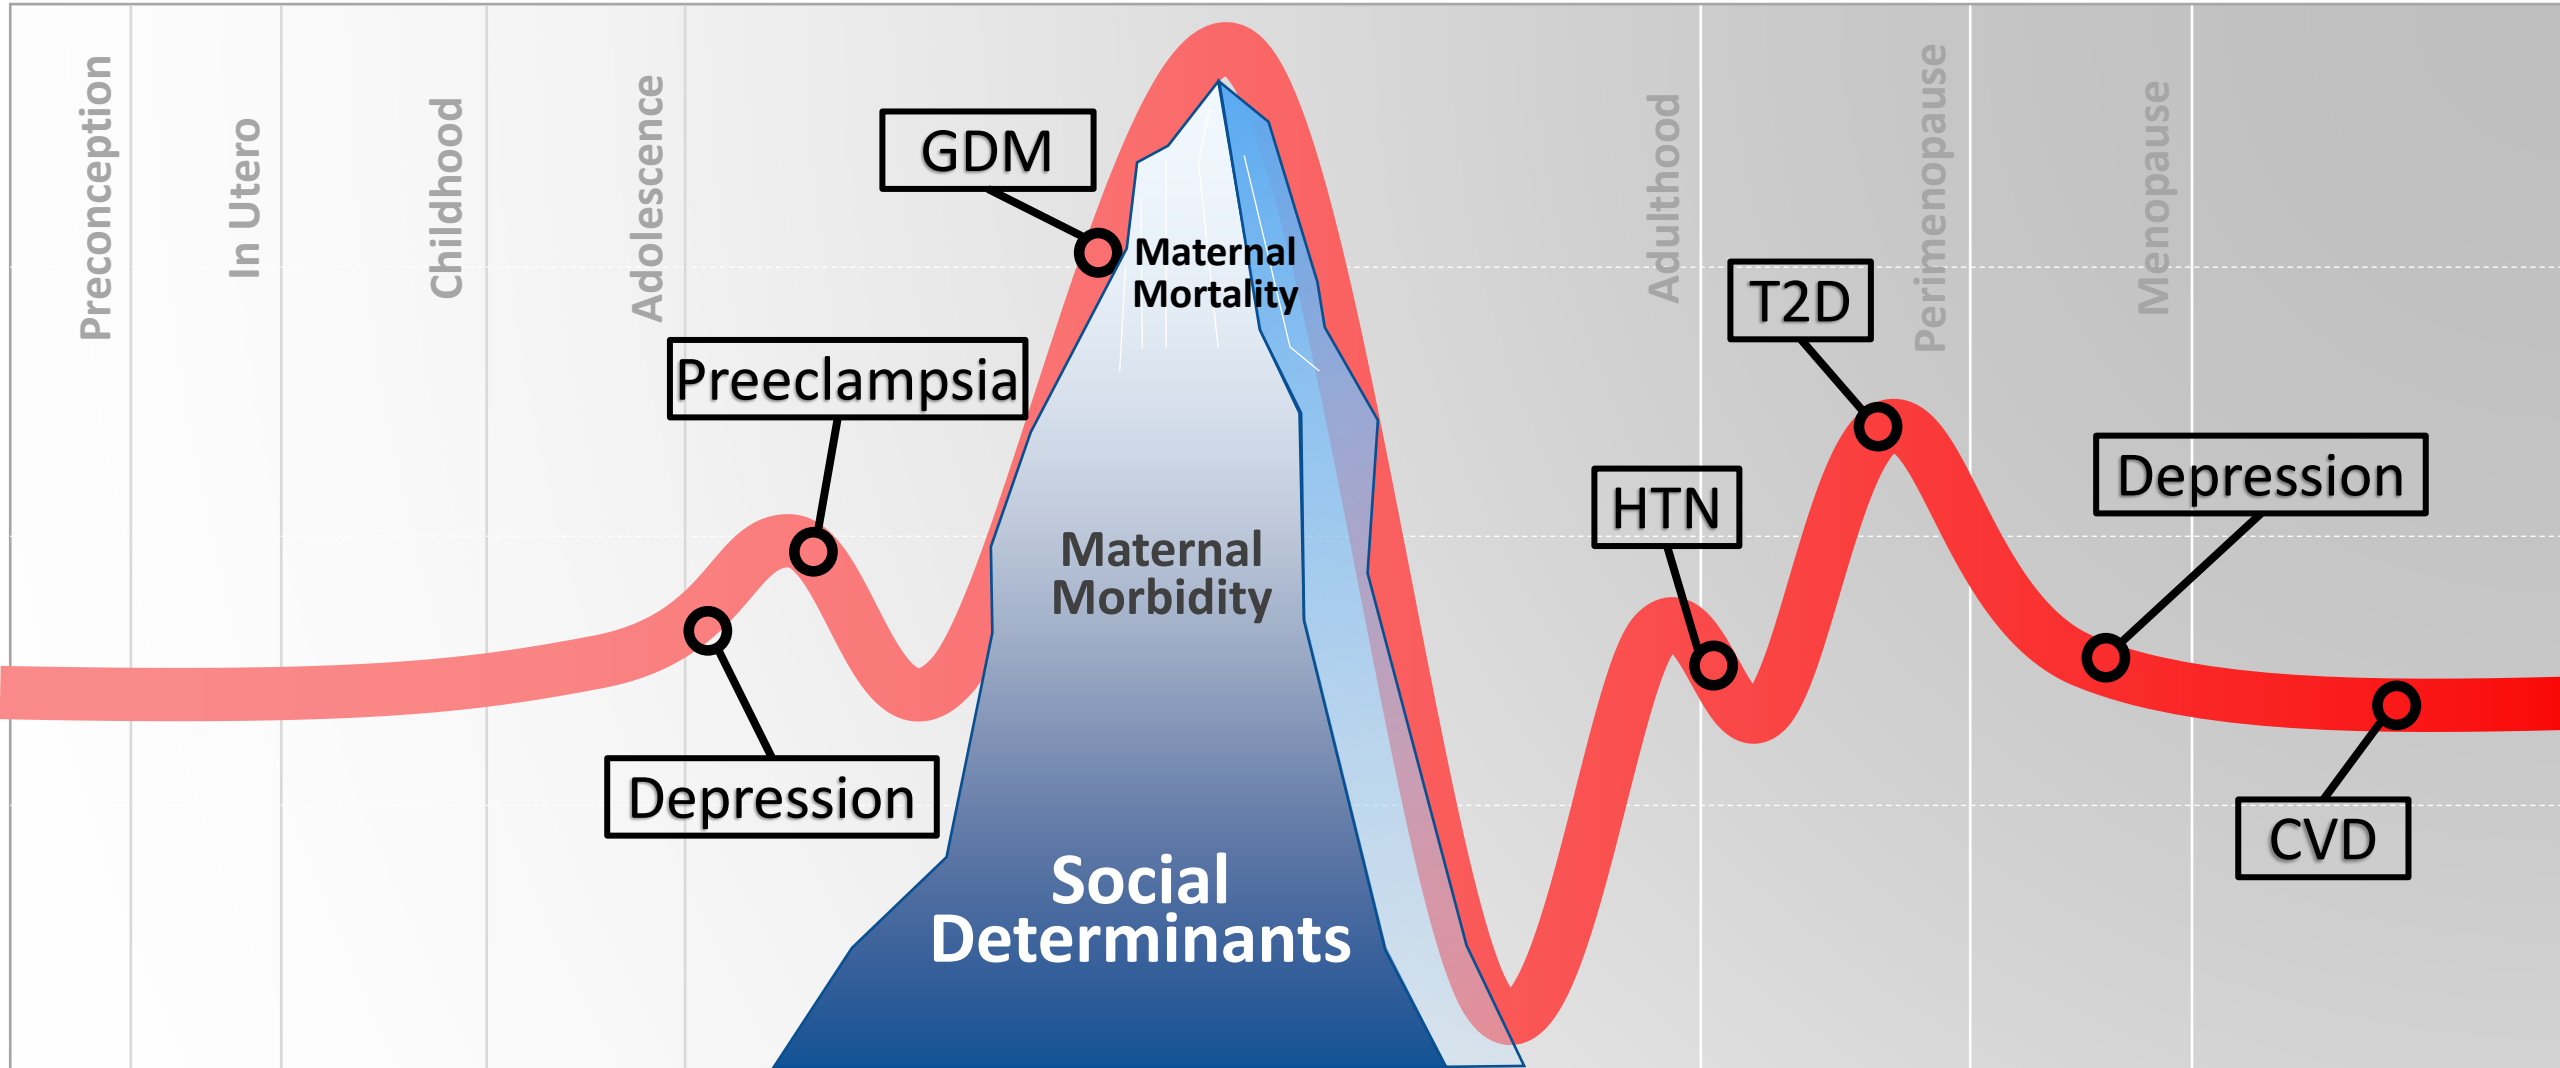 Preconception
In Utero
Childhood
Adolescence
Adulthood
Perimenopause
Menopause
GDM
Maternal
Mortality
T2D
Preeclampsia
Depression
HTN
Maternal
Morbidity
Depression
CVD
Social
Determinants